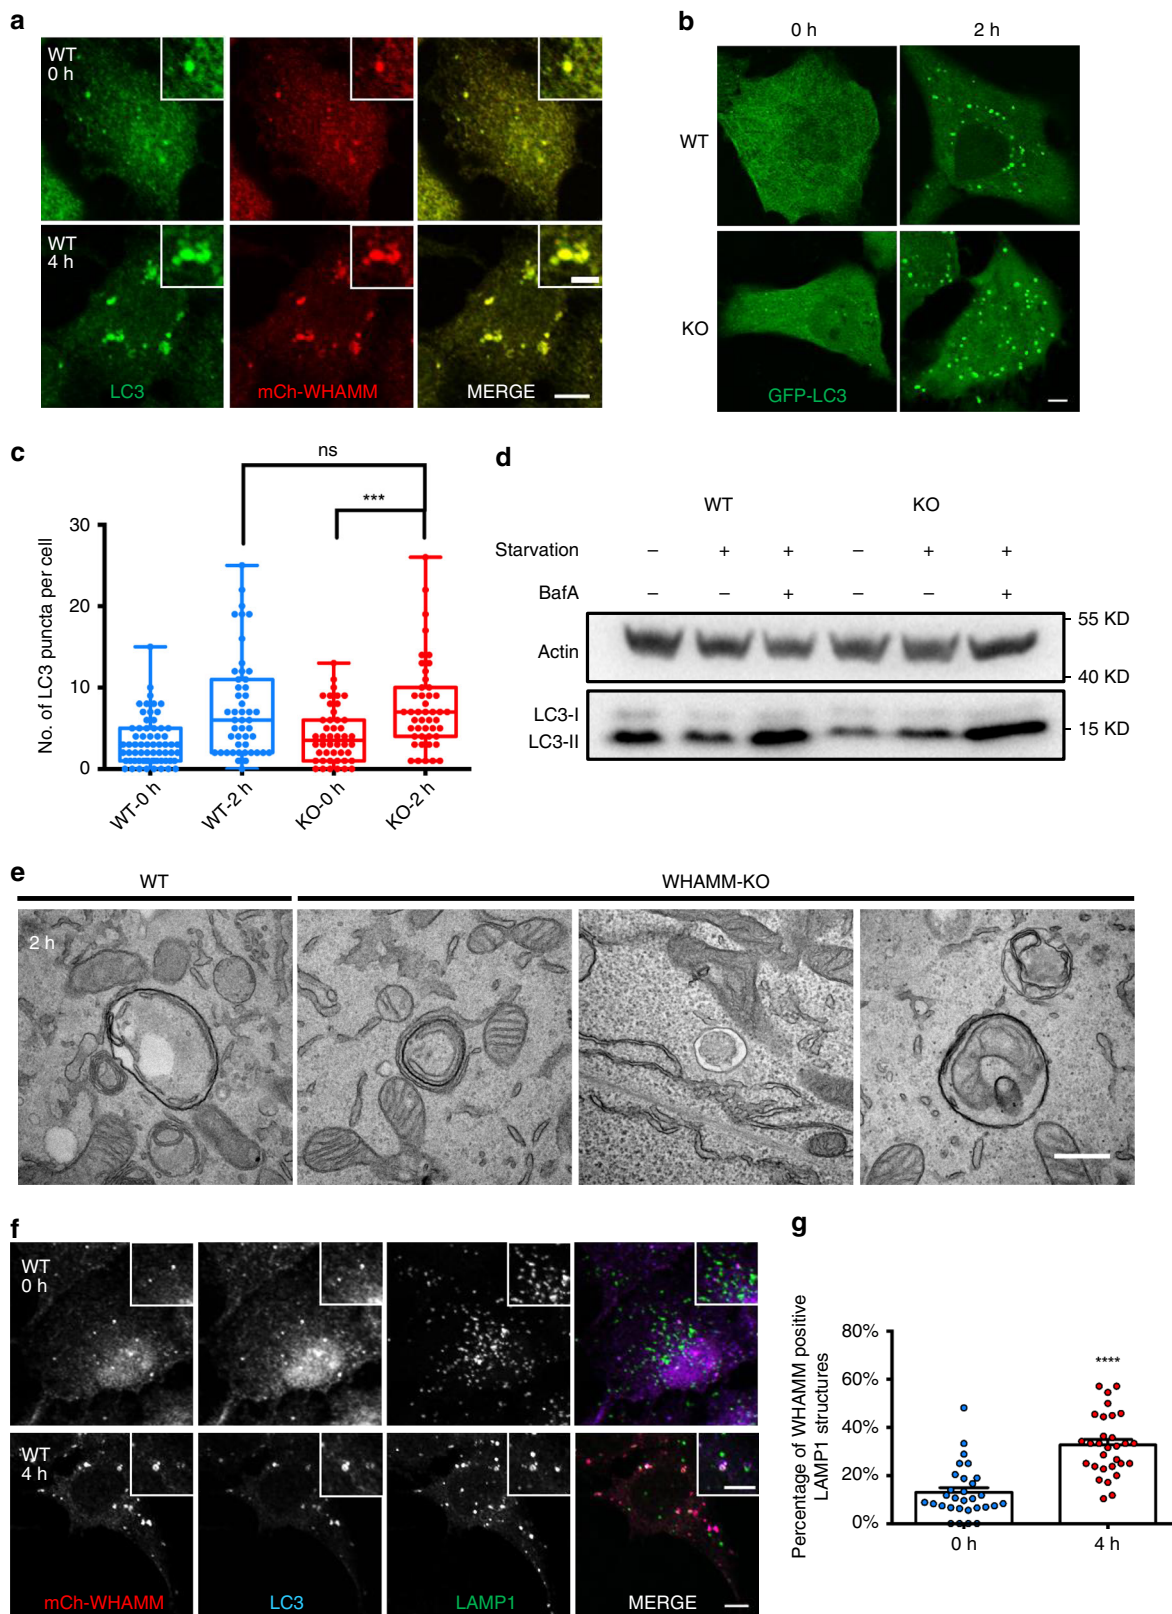 a
WT
0 h
WT
4 h
LC3
mCh-WHAMM
MERGE
b
0 h
2 h
WT
KO
GFP-LC3
c
ns
***
No. of LC3 puncta per cell
30
20
10
0
WT-0 h
WT-2 h
KO-0 h
KO-2 h
d
WT
KO
Starvation
– + + – + +
BafA
– – + – – +
Actin
55 KD
40 KD
LC3-I
LC3-II
15 KD
e
WT
WHAMM-KO
2 h
f
WT
0 h
WT
4 h
mCh-WHAMM
LC3
LAMP1
MERGE
g
Percentage of WHAMM positive
LAMP1 structures
80%
60%
40%
20%
0%
****
0 h
4 h